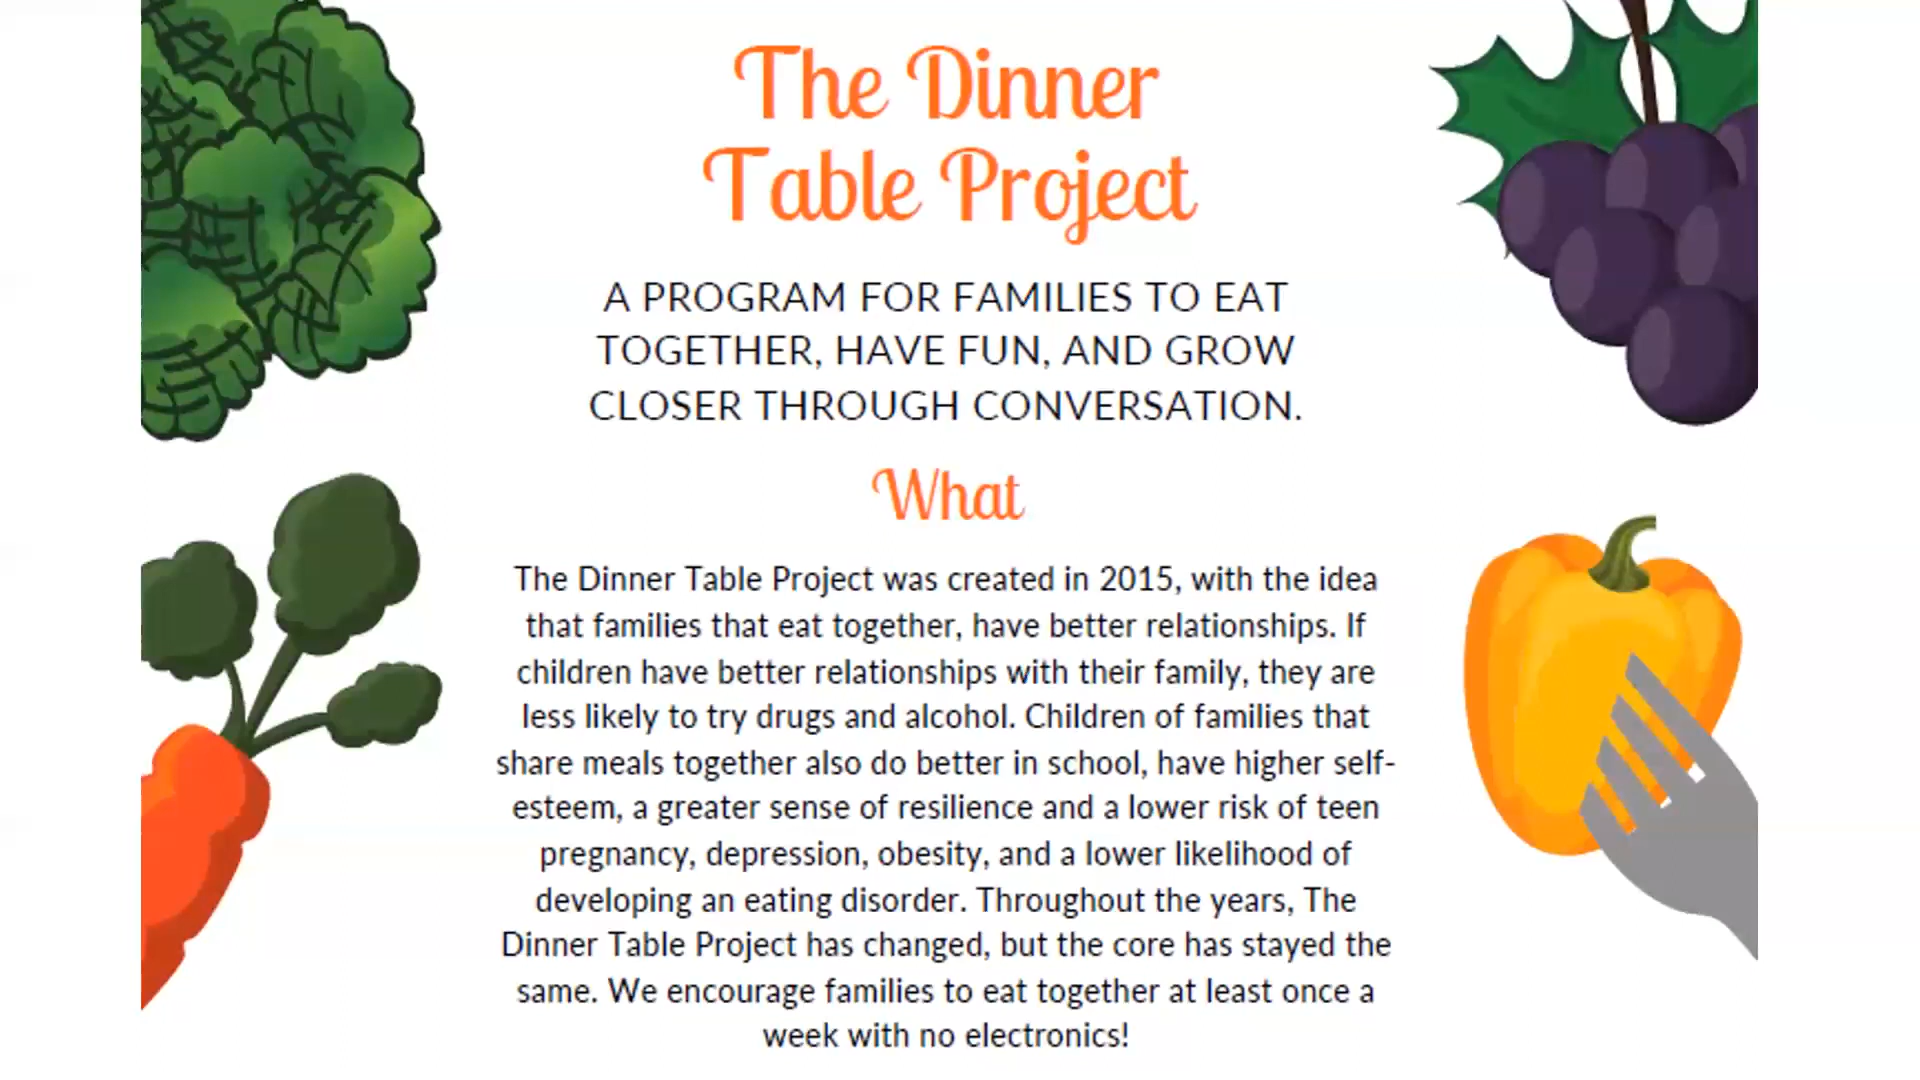 The Dinner
Table Project
A PROGRAM FOR FAMILIES TO EAT
TOGETHER, HAVE FUN, AND GROW
CLOSER THROUGH CONVERSATION.
What
The Dinner Table Project was created in 2015, with the idea
that families that eat together, have better relationships. If
children have better relationships with their family, they are
less likely to try drugs and alcohol. Children of families that
share meals together also do better in school, have higher self-
esteem, a greater sense of resilience and a lower risk of teen
pregnancy, depression, obesity, and a lower likelihood of
developing an eating disorder. Throughout the years, The
Dinner Table Project has changed, but the core has stayed the
same. We encourage families to eat together at least once a
week with no electronics!